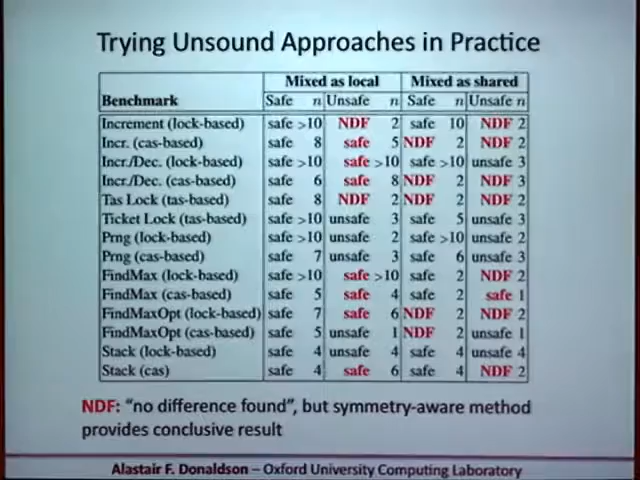 Trying Unsound Approaches in Practice
Mixed as local Mixed as shared
Benchmark Safe n Unsafe n Safe n Unsafe n
Increment (lock-based) safe >10 NDF 2 safe 10 NDF 2
Incr. (cas-based) safe 8 safe 5 NDF 2 NDF 2
Incr./Dec. (lock-based) safe >10 safe >10 safe >10 unsafe 3
Incr./Dec. (cas-based) safe 6 safe 8 NDF 2 NDF 3
Tas Lock (tas-based) safe 8 NDF 2 NDF 2 NDF 2
Ticket Lock (tas-based) safe >10 unsafe 3 safe 5 unsafe 3
Prng (lock-based) safe >10 unsafe 2 safe >10 unsafe 2
Prng (cas-based) safe 7 unsafe 3 safe 6 unsafe 3
FindMax (lock-based) safe >10 safe >10 safe 2 NDF 2
FindMax (cas-based) safe 5 safe 4 safe 2 safe 1
FindMaxOpt (lock-based) safe 7 safe 6 NDF 2 NDF 2
FindMaxOpt (cas-based) safe 5 unsafe 1 NDF 2 unsafe 1
Stack (lock-based) safe 4 unsafe 4 safe 4 unsafe 4
Stack (cas) safe 4 safe 6 safe 4 NDF 2
NDF: "no difference found", but symmetry-aware method
provides conclusive result
Alastair F. Donaldson – Oxford University Computing Laboratory